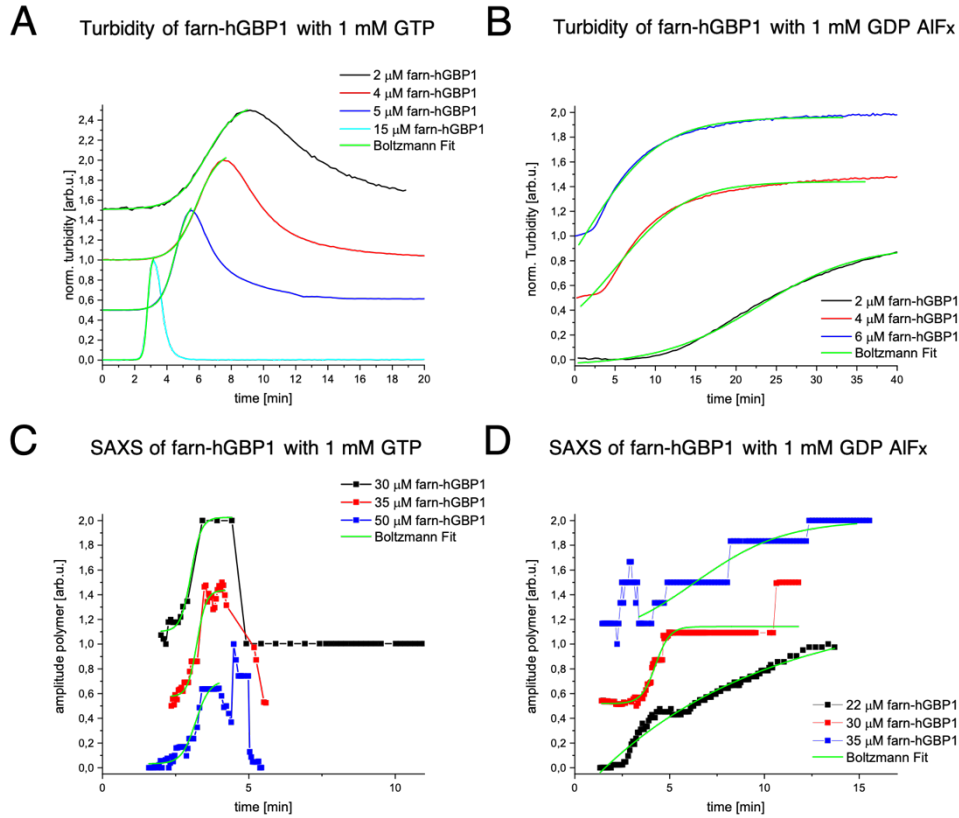 A
Turbidity of farn-hGBP1 with 1 mM GTP
2 μM farn-hGBP1
4 μM farn-hGBP1
5 μM farn-hGBP1
15 μM farn-hGBP1
Boltzmann Fit
norm. turbidity [arb.u.]
2,4
2,2
2,0
1,8
1,6
1,4
1,2
1,0
0,8
0,6
0,4
0,2
0,0
0 2 4 6 8 10 12 14 16 18 20
time [min]
B
Turbidity of farn-hGBP1 with 1 mM GDP AlFx
norm. Turbidity [arb.u.]
2,0
1,8
1,6
1,4
1,2
1,0
0,8
0,6
0,4
0,2
0,0
2 μM farn-hGBP1
4 μM farn-hGBP1
6 μM farn-hGBP1
Boltzmann Fit
0 5 10 15 20 25 30 35 40
time [min]
C
SAXS of farn-hGBP1 with 1 mM GTP
30 μM farn-hGBP1
35 μM farn-hGBP1
50 μM farn-hGBP1
Boltzmann Fit
amplitude polymer [arb.u.]
2,0
1,8
1,6
1,4
1,2
1,0
0,8
0,6
0,4
0,2
0,0
0 5 10
time [min]
D
SAXS of farn-hGBP1 with 1 mM GDP AlFx
amplitude polymer [arb.u.]
2,0
1,8
1,6
1,4
1,2
1,0
0,8
0,6
0,4
0,2
0,0
22 μM farn-hGBP1
30 μM farn-hGBP1
35 μM farn-hGBP1
Boltzmann Fit
0 5 10 15
time [min]